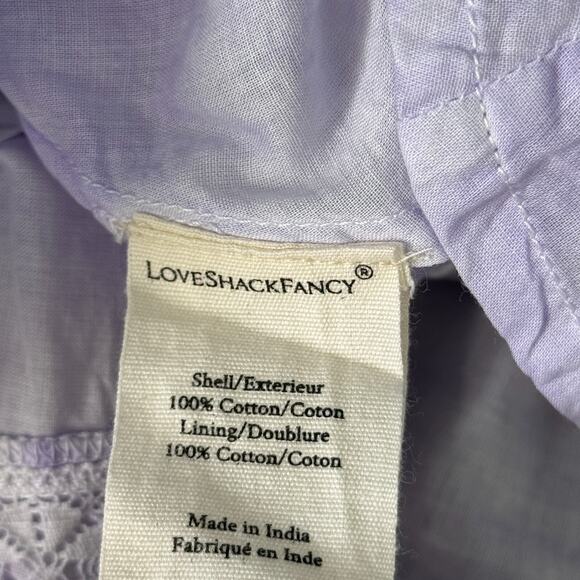 LOVESHACKFANCY®
Shell/Exterieur
100% Cotton/Coton
Lining/Doublure
100% Cotton/Coton
Made in India
Fabriqué en Inde